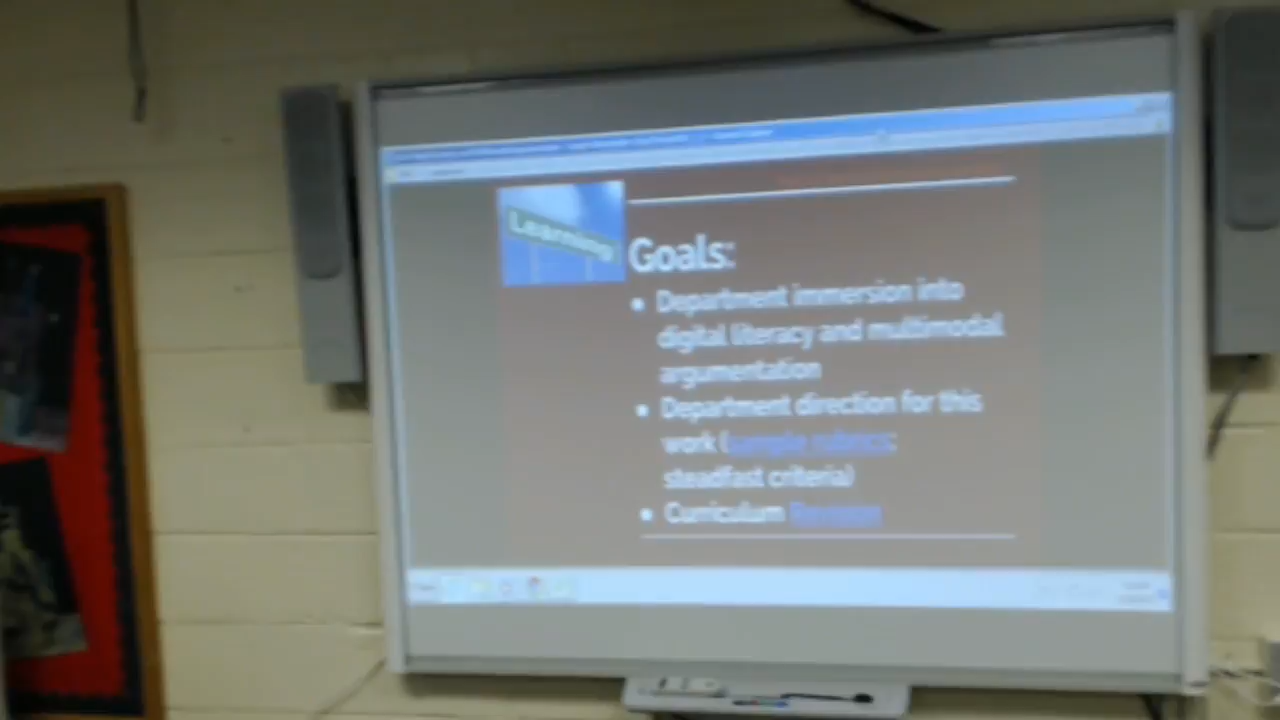 Learning
Goals:
• Department immersion into
digital literacy and multimodal
argumentation
• Department direction for this
work (sample rubrics:
steadfast criteria)
• Curriculum